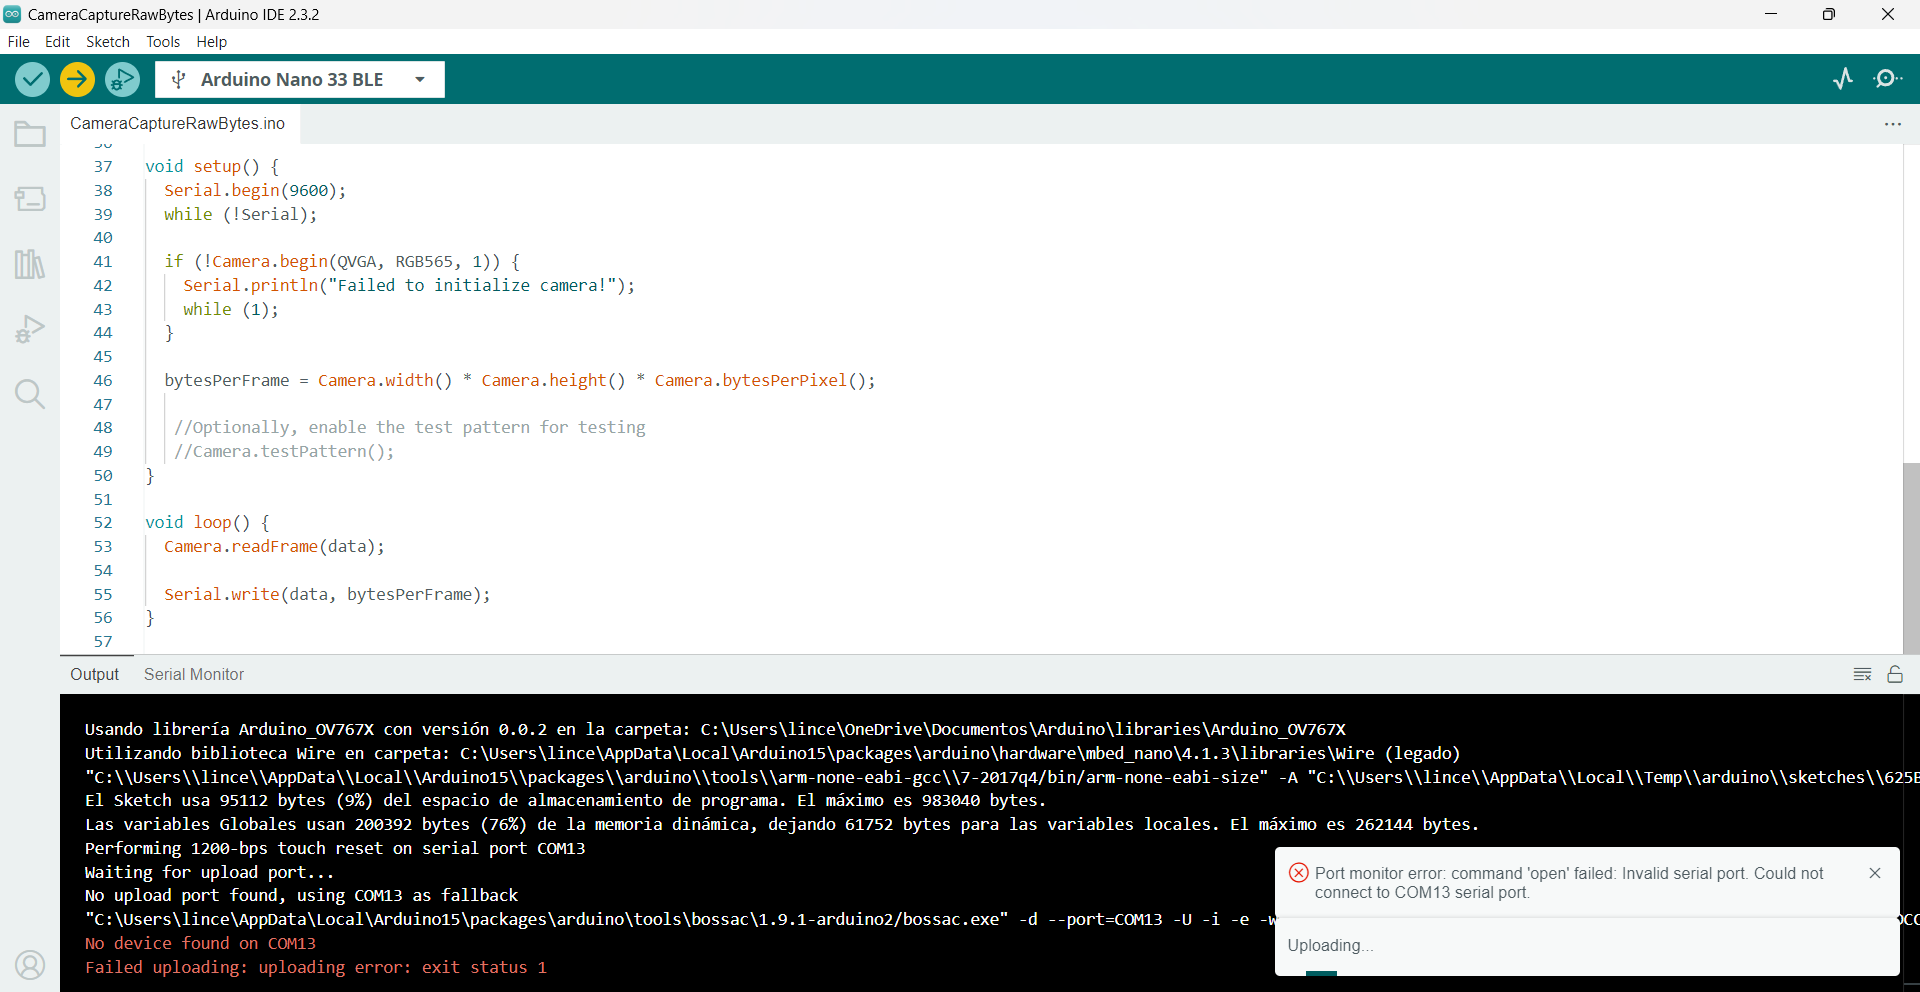 CameraCaptureRawBytes | Arduino IDE 2.3.2
File Edit Sketch Tools Help
Arduino Nano 33 BLE
CameraCaptureRawBytes.ino
37 void setup() {
38 Serial.begin(9600);
39 while (!Serial);
40
41 if (!Camera.begin(QVGA, RGB565, 1)) {
42 Serial.println("Failed to initialize camera!");
43 while (1);
44 }
45
46 bytesPerFrame = Camera.width() * Camera.height() * Camera.bytesPerPixel();
47
48 //Optionally, enable the test pattern for testing
49 //Camera.testPattern();
50 }
51
52 void loop() {
53 Camera.readFrame(data);
54
55 Serial.write(data, bytesPerFrame);
56 }
57
Output Serial Monitor
Usando librería Arduino_OV767X con versión 0.0.2 en la carpeta: C:\Users\lince\OneDrive\Documentos\Arduino\libraries\Arduino_OV767X
Utilizando biblioteca Wire en carpeta: C:\Users\lince\AppData\Local\Arduino15\packages\arduino\hardware\mbed_nano\4.1.3\libraries\Wire (legado)
"C:\\Users\\lince\\AppData\\Local\\Arduino15\\packages\\arduino\\tools\\arm-none-eabi-gcc\\7-2017q4/bin/arm-none-eabi-size" -A "C:\\Users\\lince\\AppData\\Local\\Temp\\arduino\\sketches\\625
El Sketch usa 95112 bytes (9%) del espacio de almacenamiento de programa. El máximo es 983040 bytes.
Las variables Globales usan 200392 bytes (76%) de la memoria dinámica, dejando 61752 bytes para las variables locales. El máximo es 262144 bytes.
Performing 1200-bps touch reset on serial port COM13
Waiting for upload port...
No upload port found, using COM13 as fallback
"C:\Users\lince\AppData\Local\Arduino15\packages\arduino\tools\bossac\1.9.1-arduino2/bossac.exe" -d --port=COM13 -U -i -e -w
No device found on COM13
Failed uploading: uploading error: exit status 1
Port monitor error: command 'open' failed: Invalid serial port. Could not
connect to COM13 serial port.
Uploading...